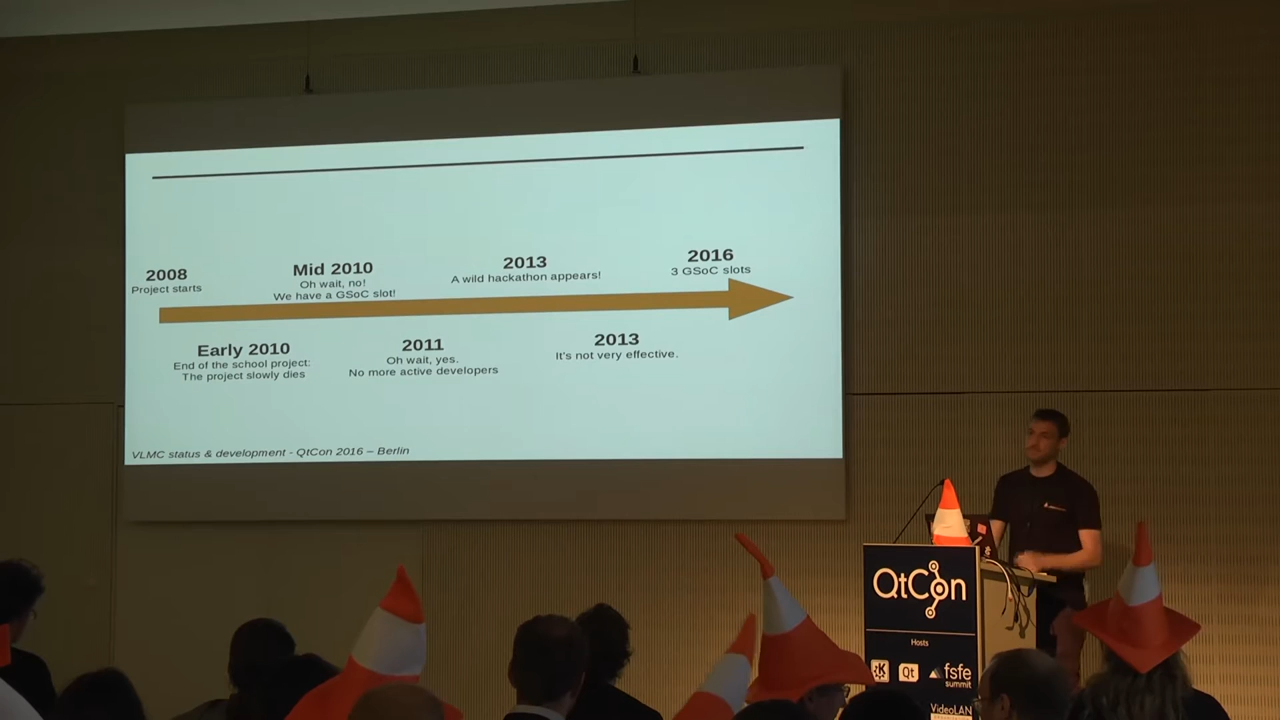 2008
Project starts
Mid 2010
Oh wait, no!
We have a GSoC slot!
2013
A wild hackathon appears!
2016
3 GSoC slots
Early 2010
End of the school project:
The project slowly dies
2011
Oh wait, yes.
No more active developers
2013
It's not very effective.
VLMC status & development - QtCon 2016 – Berlin
QtCon
Hosts
Qt
fsfe
summit
VideoLAN